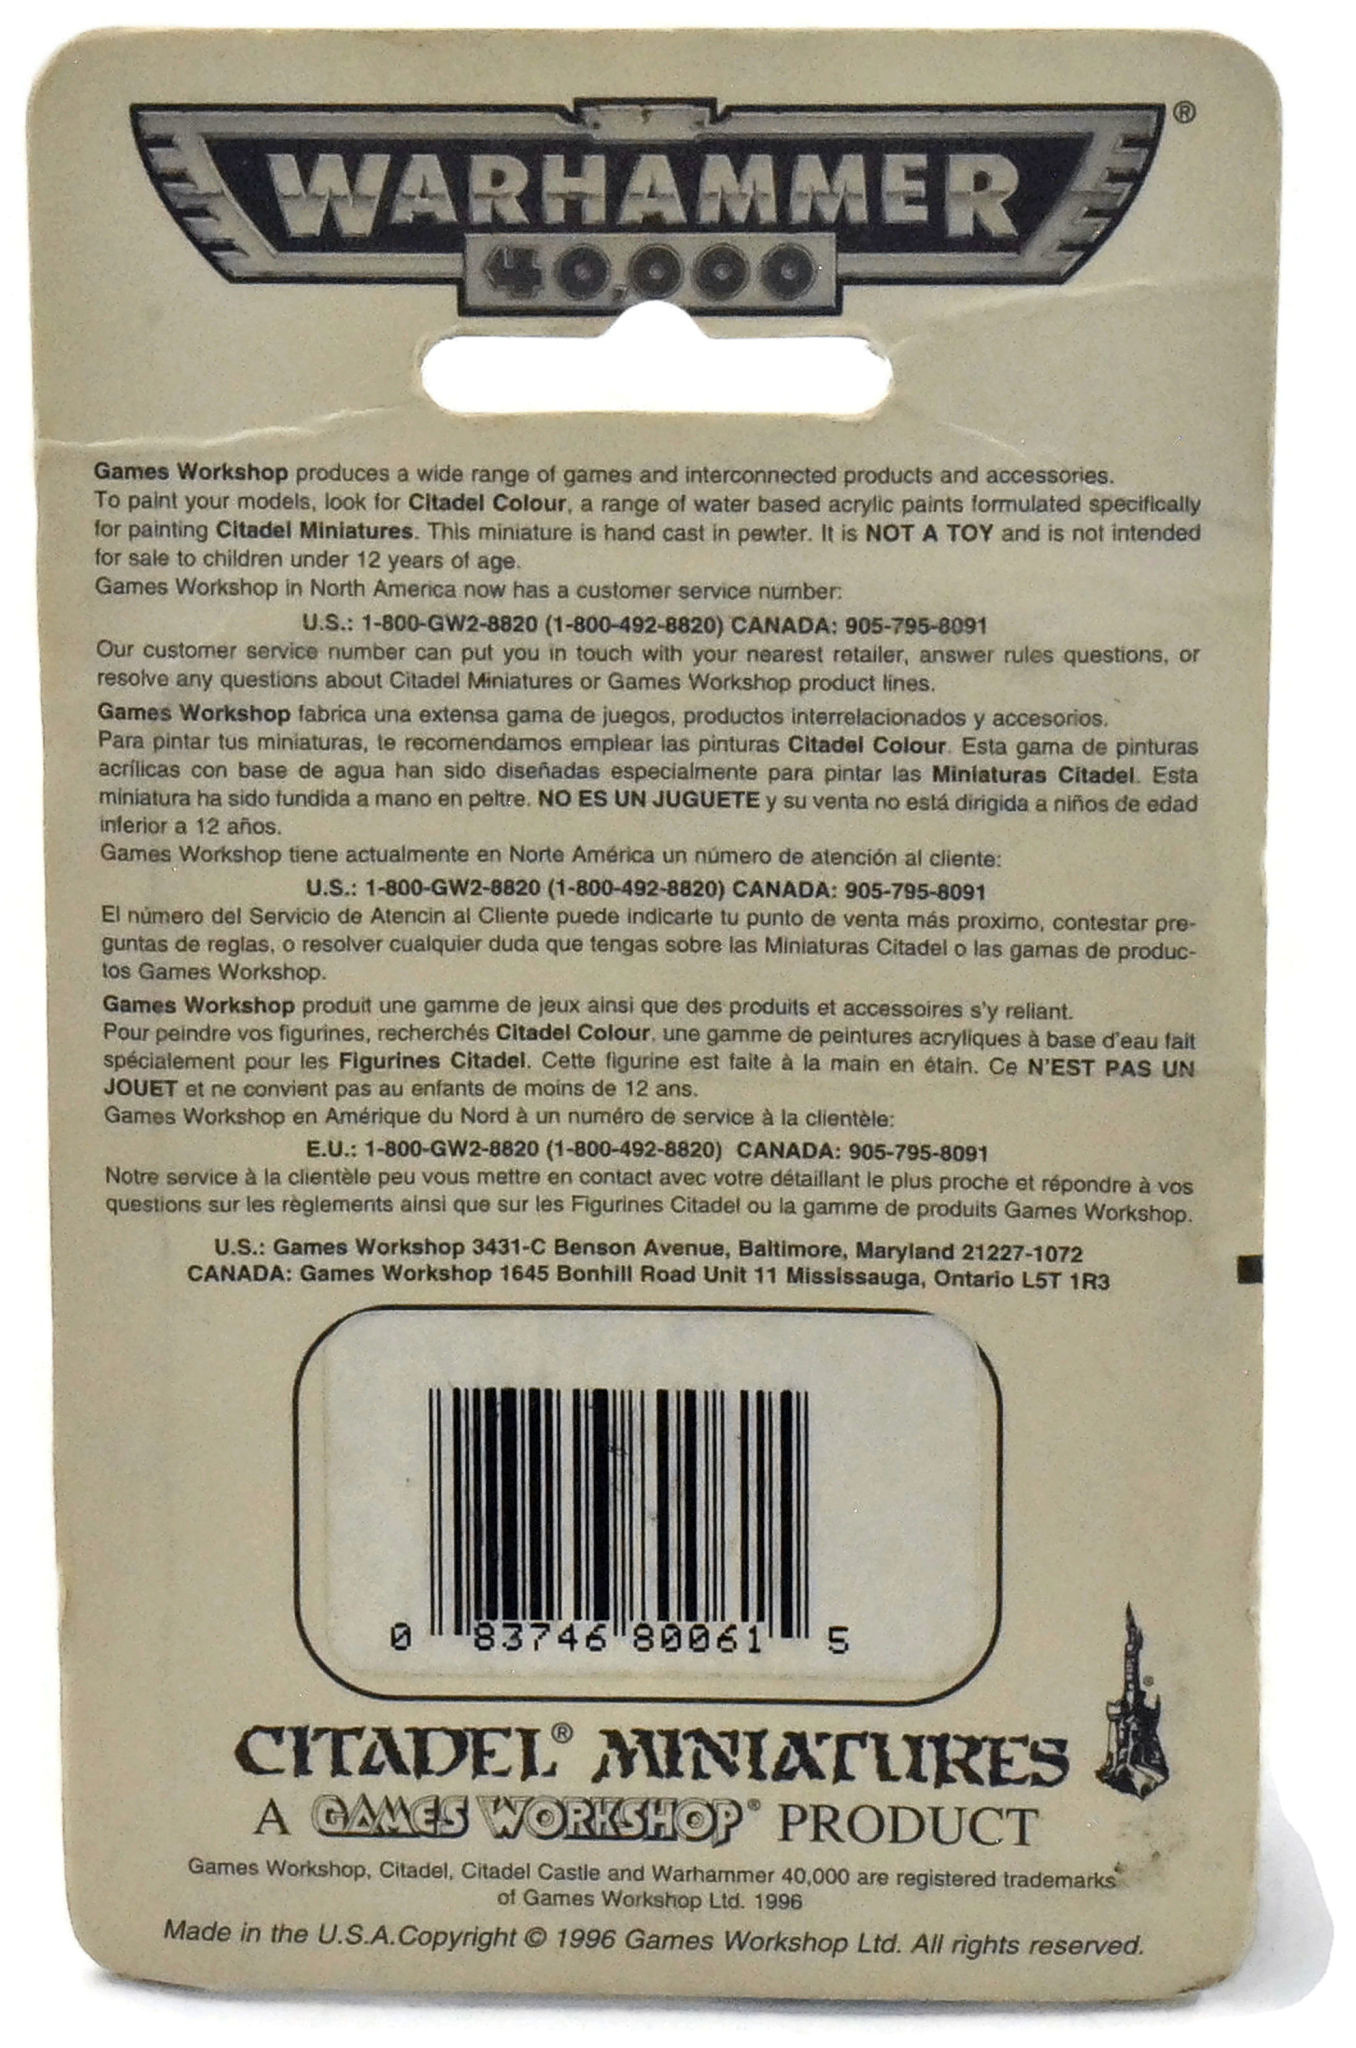 WARHAMMER ®
40,000
Games Workshop produces a wide range of games and interconnected products and accessories.
To paint your models, look for Citadel Colour, a range of water based acrylic paints formulated specifically
for painting Citadel Miniatures. This miniature is hand cast in pewter. It is NOT A TOY and is not intended
for sale to children under 12 years of age.
Games Workshop in North America now has a customer service number:
U.S.: 1-800-GW2-8820 (1-800-492-8820) CANADA: 905-795-8091
Our customer service number can put you in touch with your nearest retailer, answer rules questions, or
resolve any questions about Citadel Miniatures or Games Workshop product lines.
Games Workshop fabrica una extensa gama de juegos, productos interrelacionados y accesorios.
Para pintar tus miniaturas, te recomendamos emplear las pinturas Citadel Colour. Esta gama de pinturas
acrílicas con base de agua han sido diseñadas especialmente para pintar las Miniaturas Citadel. Esta
miniatura ha sido fundida a mano en peltre. NO ES UN JUGUETE y su venta no está dirigida a niños de edad
inferior a 12 años.
Games Workshop tiene actualmente en Norte América un número de atención al cliente:
U.S.: 1-800-GW2-8820 (1-800-492-8820) CANADA: 905-795-8091
El número del Servicio de Atencin al Cliente puede indicarte tu punto de venta más proximo, contestar pre-
guntas de reglas, o resolver cualquier duda que tengas sobre las Miniaturas Citadel o las gamas de produc-
tos Games Workshop.
Games Workshop produit une gamme de jeux ainsi que des produits et accessoires s'y reliant.
Pour peindre vos figurines, recherchés Citadel Colour, une gamme de peintures acryliques à base d'eau fait
spécialement pour les Figurines Citadel. Cette figurine est faite à la main en étain. Ce N'EST PAS UN
JOUET et ne convient pas au enfants de moins de 12 ans.
Games Workshop en Amérique du Nord à un numéro de service à la clientèle:
E.U.: 1-800-GW2-8820 (1-800-492-8820) CANADA: 905-795-8091
Notre service à la clientèle peu vous mettre en contact avec votre détaillant le plus proche et répondre à vos
questions sur les règlements ainsi que sur les Figurines Citadel ou la gamme de produits Games Workshop.
U.S.: Games Workshop 3431-C Benson Avenue, Baltimore, Maryland 21227-1072
CANADA: Games Workshop 1645 Bonhill Road Unit 11 Mississauga, Ontario L5T 1R3
0 83746 80061 5
CITADEL® MINIATURES ®
A GAMES WORKSHOP® PRODUCT
Games Workshop, Citadel, Citadel Castle and Warhammer 40,000 are registered trademarks
of Games Workshop Ltd. 1996
Made in the U.S.A.Copyright © 1996 Games Workshop Ltd. All rights reserved.